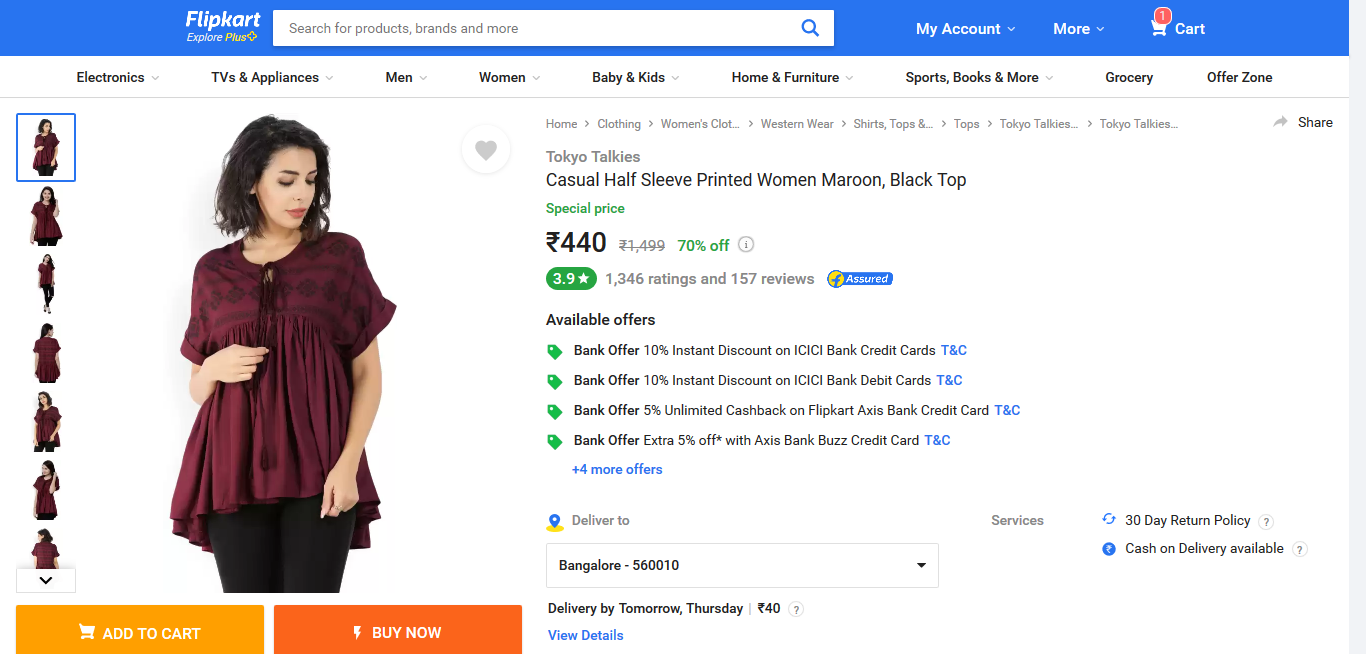 Flipkart
Explore Plus
Search for products, brands and more
My Account
More
1
Cart
Electronics
TVs & Appliances
Men
Women
Baby & Kids
Home & Furniture
Sports, Books & More
Grocery
Offer Zone
Home > Clothing > Women's Clot... > Western Wear > Shirts, Tops &... > Tops > Tokyo Talkies... > Tokyo Talkies...
Share
Tokyo Talkies
Casual Half Sleeve Printed Women Maroon, Black Top
Special price
₹440 ₹1,499 70% off i
3.9★ 1,346 ratings and 157 reviews f Assured
Available offers
Bank Offer 10% Instant Discount on ICICI Bank Credit Cards T&C
Bank Offer 10% Instant Discount on ICICI Bank Debit Cards T&C
Bank Offer 5% Unlimited Cashback on Flipkart Axis Bank Credit Card T&C
Bank Offer Extra 5% off* with Axis Bank Buzz Credit Card T&C
+4 more offers
Deliver to
Bangalore - 560010
Delivery by Tomorrow, Thursday | ₹40 ?
View Details
Services
30 Day Return Policy ?
₹ Cash on Delivery available ?
ADD TO CART
BUY NOW